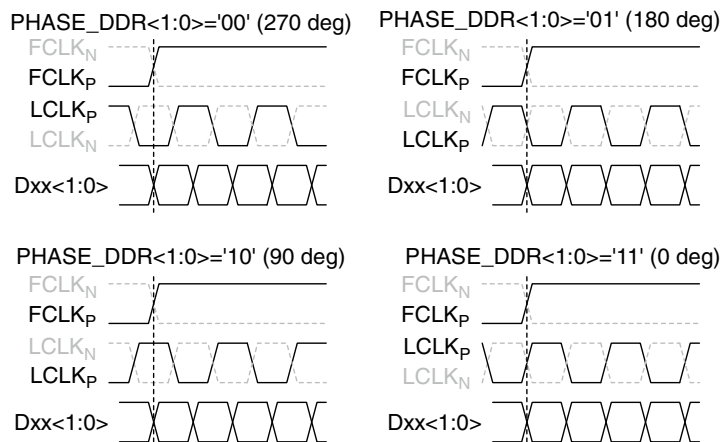 PHASE_DDR<1:0>='00' (270 deg)
FCLKN
FCLKP
LCLKP
LCLKN
Dxx<1:0>
PHASE_DDR<1:0>='01' (180 deg)
FCLKN
FCLKP
LCLKN
LCLKP
Dxx<1:0>
PHASE_DDR<1:0>='10' (90 deg)
FCLKN
FCLKP
LCLKN
LCLKP
Dxx<1:0>
PHASE_DDR<1:0>='11' (0 deg)
FCLKN
FCLKP
LCLKP
LCLKN
Dxx<1:0>